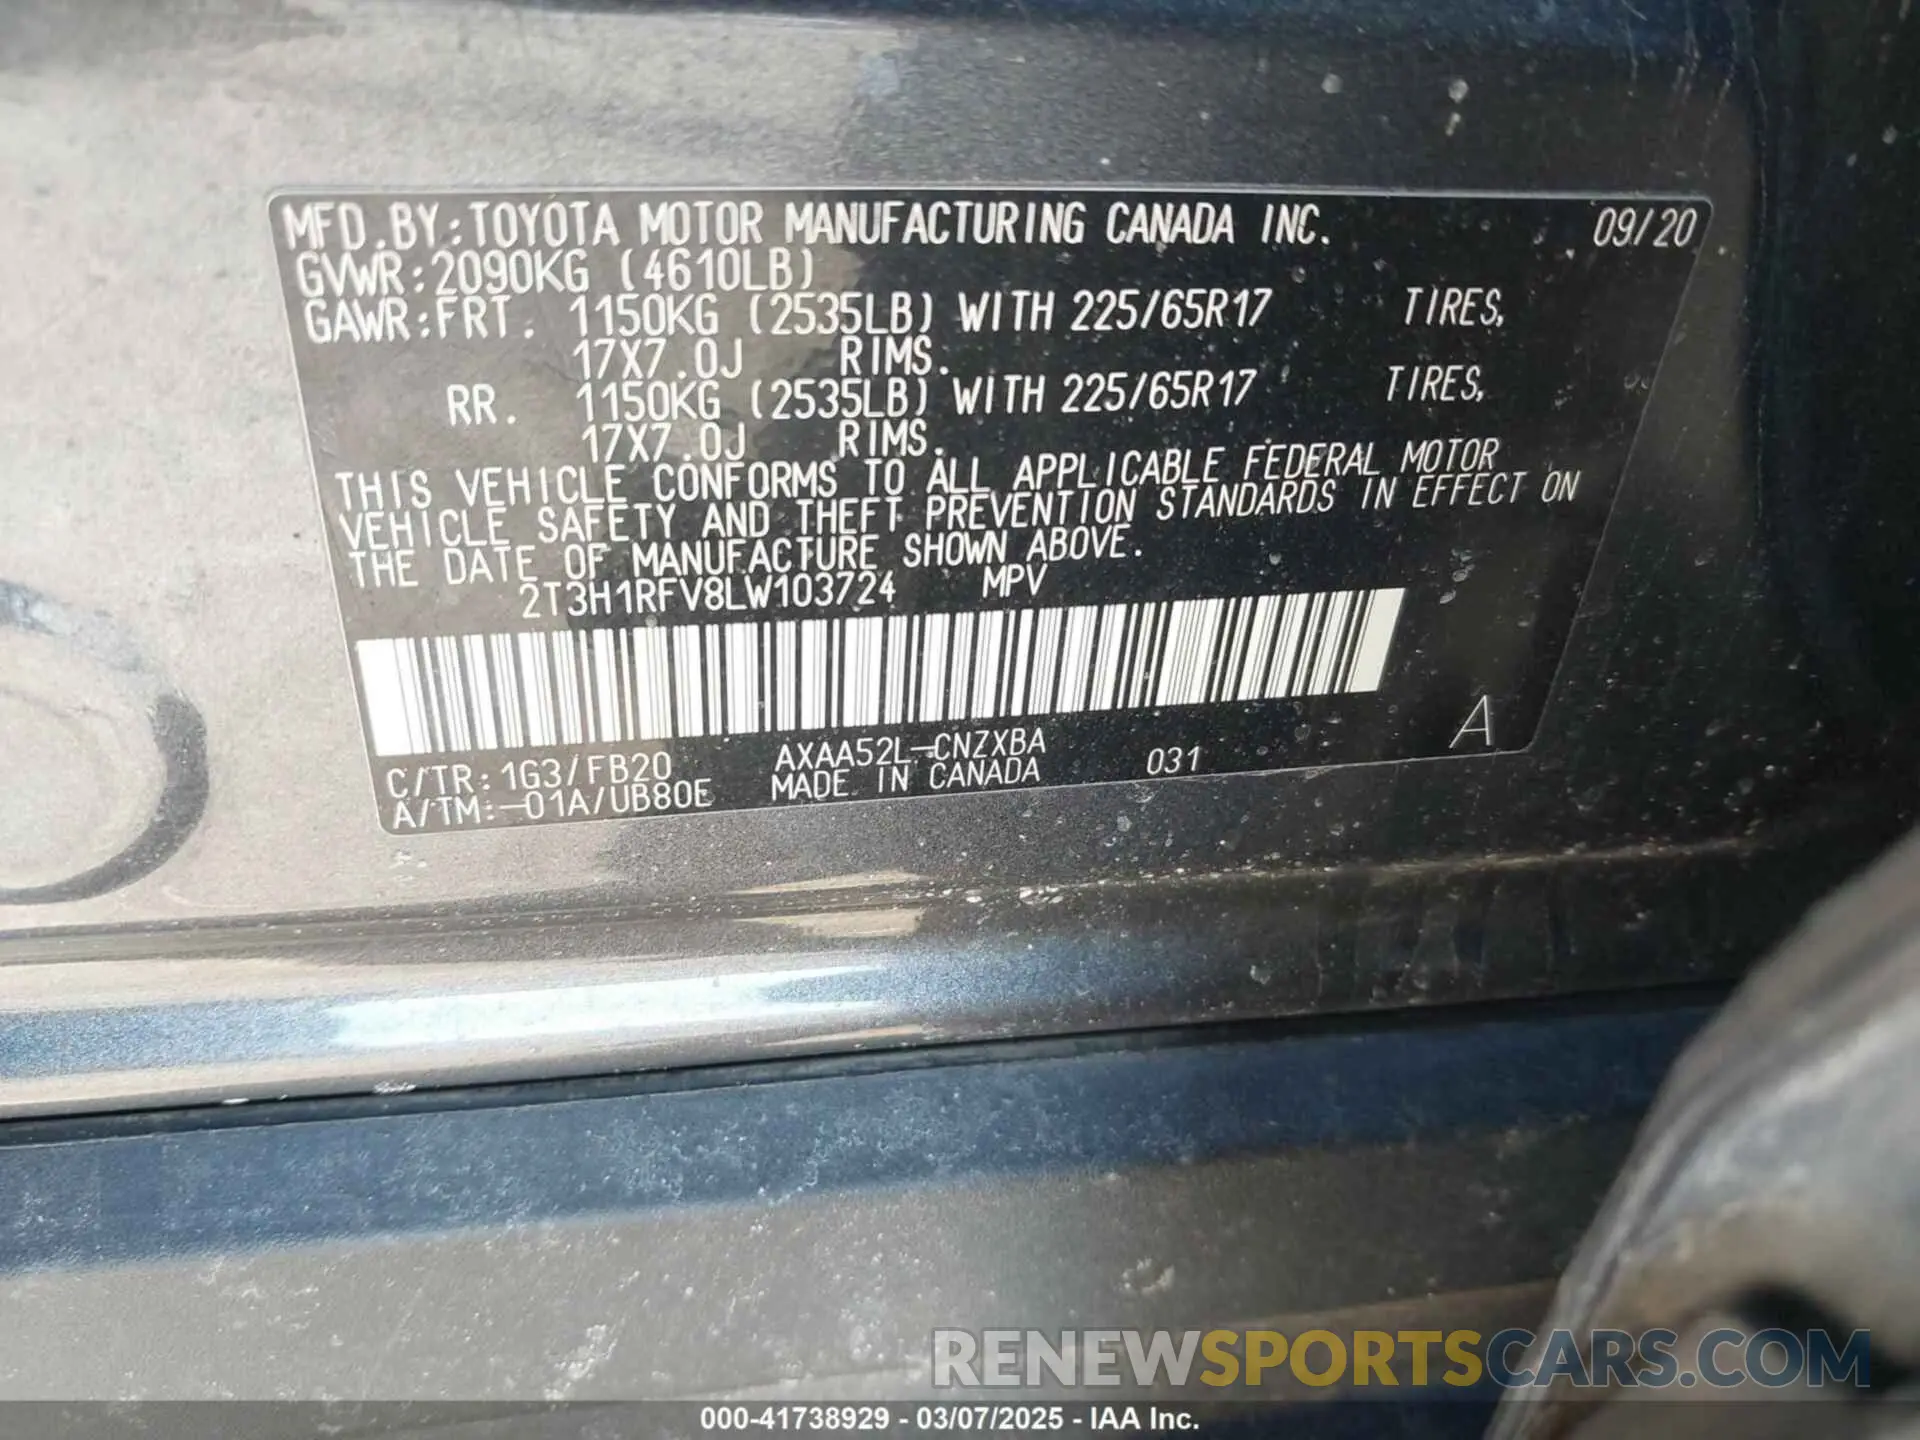 MFD.BY:TOYOTA MOTOR MANUFACTURING CANADA INC. 09/20
GVWR:2090KG (4610LB)
GAWR:FRT. 1150KG (2535LB) WITH 225/65R17 TIRES,
17X7.0J RIMS.
RR. 1150KG (2535LB) WITH 225/65R17 TIRES,
17X7.0J RIMS.
THIS VEHICLE CONFORMS TO ALL APPLICABLE FEDERAL MOTOR
VEHICLE SAFETY AND THEFT PREVENTION STANDARDS IN EFFECT ON
THE DATE OF MANUFACTURE SHOWN ABOVE.
2T3H1RFV8LW103724 MPV
C/TR:1G3/FB20 AXAA52L-CNZXBA 031 A
A/TM:-01A/UB80E MADE IN CANADA
RENEWSPORTSCARS.COM
000-41738929 - 03/07/2025 - IAA Inc.